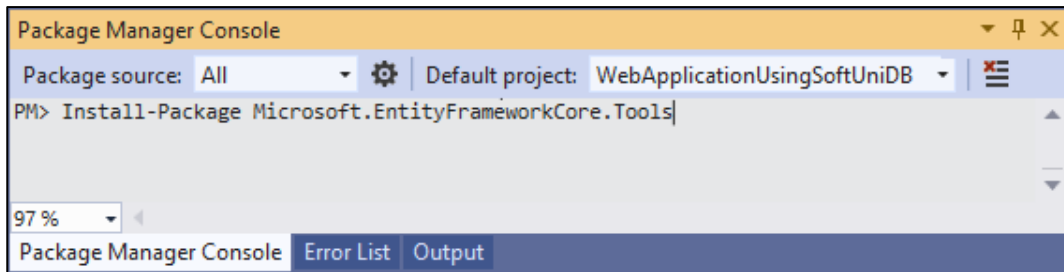 Package Manager Console
Package source: All Default project: WebApplicationUsingSoftUniDB
PM> Install-Package Microsoft.EntityFrameworkCore.Tools
97 %
Package Manager Console Error List Output